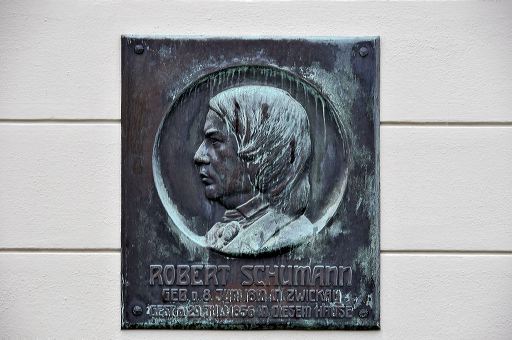 ROBERT SCHUMANN
GEB. D. 8. JUNI 1810 IN ZWICKAU
GEST. D. 29. JULI 1856 IN DIESEM HAUSE